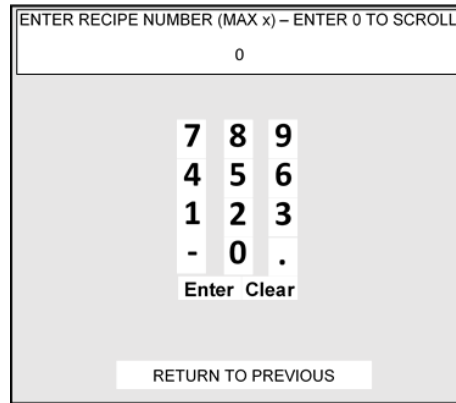 ENTER RECIPE NUMBER (MAX x) – ENTER 0 TO SCROLL
0
7 8 9
4 5 6
1 2 3
- 0 .
Enter Clear
RETURN TO PREVIOUS